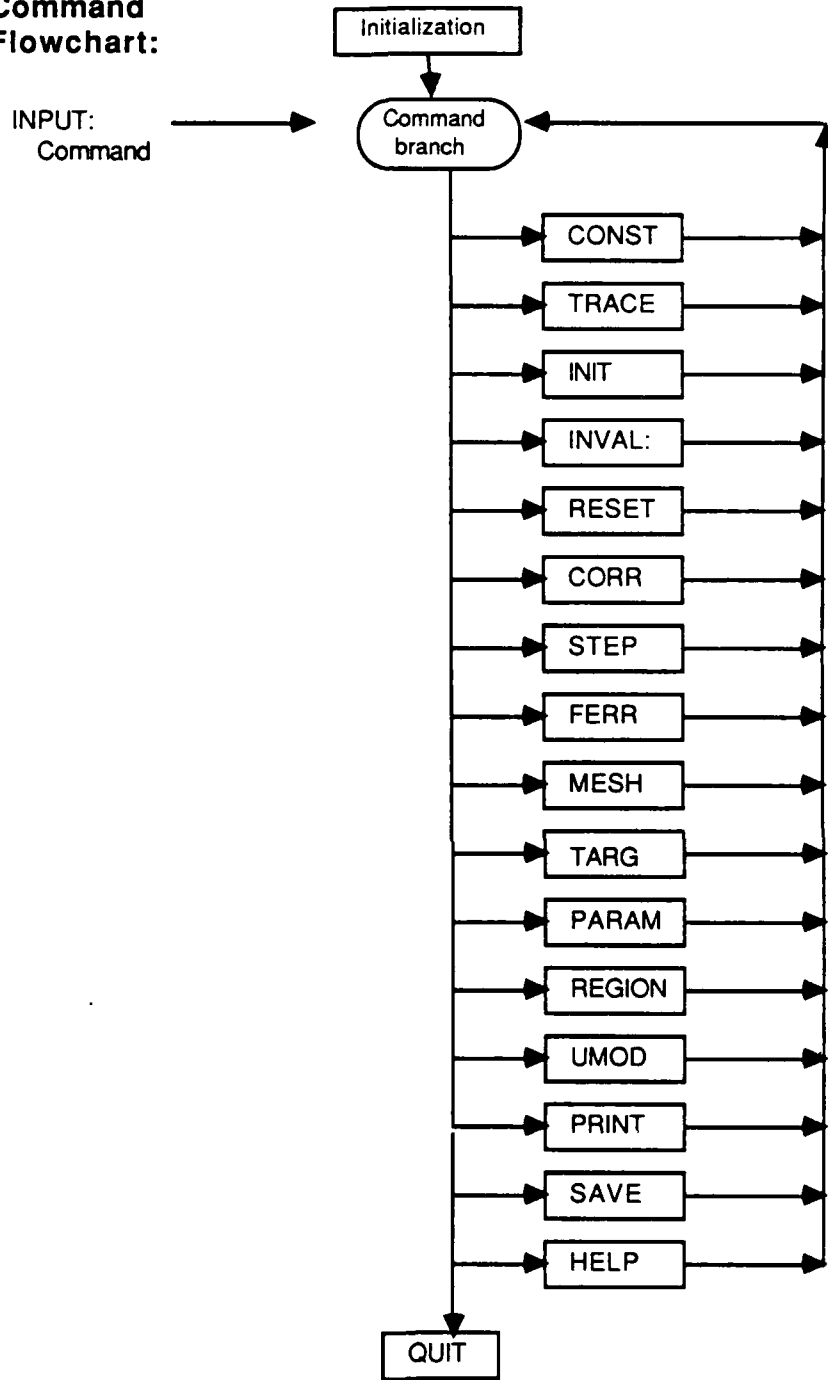 Command
Flowchart:
Initialization
INPUT:
Command
Command
branch
CONST
TRACE
INIT
INVAL:
RESET
CORR
STEP
FERR
MESH
TARG
PARAM
REGION
UMOD
PRINT
SAVE
HELP
QUIT